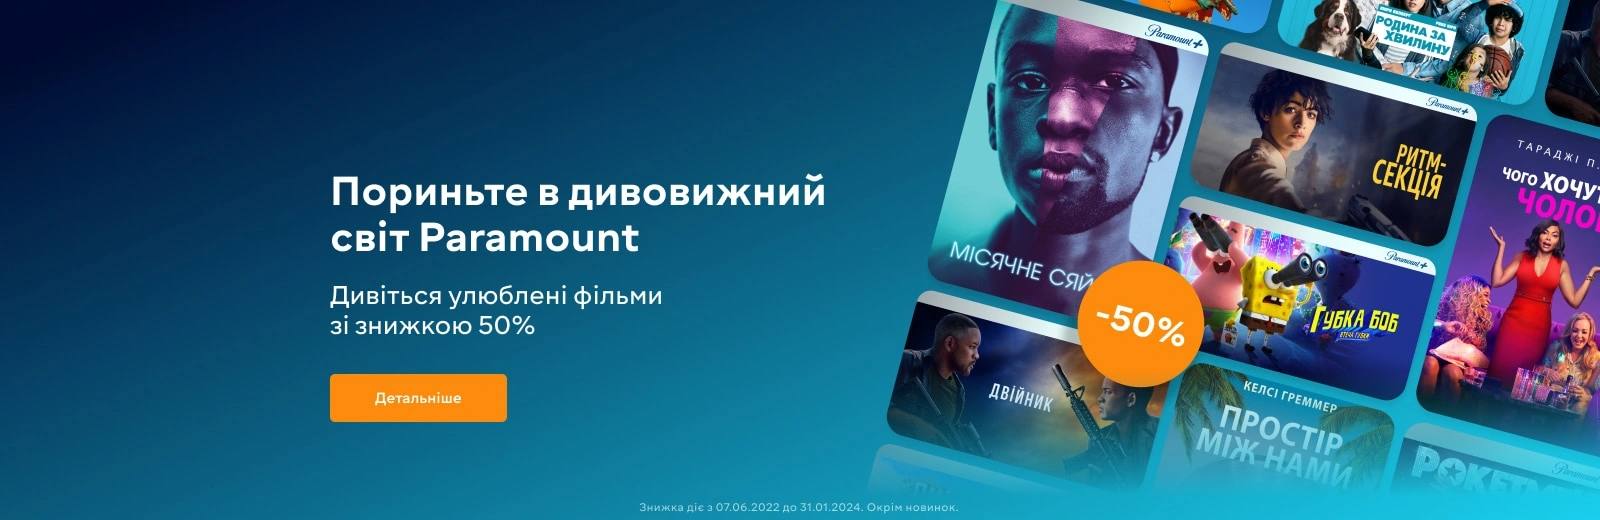 Пориньте в дивовижний
світ Paramount
Дивіться улюблені фільми
зі знижкою 50%
Детальніше
Paramount+
МІСЯЧНЕ
-50%
РОДИНА ЗА
ХВИЛИНУ
Paramount+
РИТМ-
СЕКЦІЯ
ТАРАДЖІ П.
ЧОГО
Paramount+
ГУБКА БОБ
ВТЕЧА ГУБКИ
ДВІЙНИК
КЕЛСІ ГРЕММЕР
ПРОСТІР
МІЖ НАМИ
Знижка діє з 07.06.2022 до 31.01.2024. Окрім новинок.